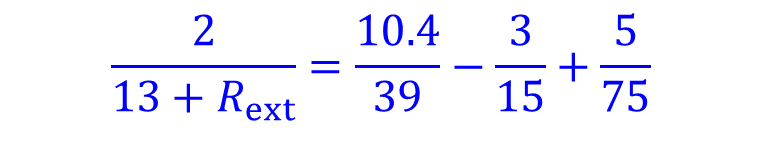 2/(13 + R_ext) = 10.4/39 − 3/15 + 5/75